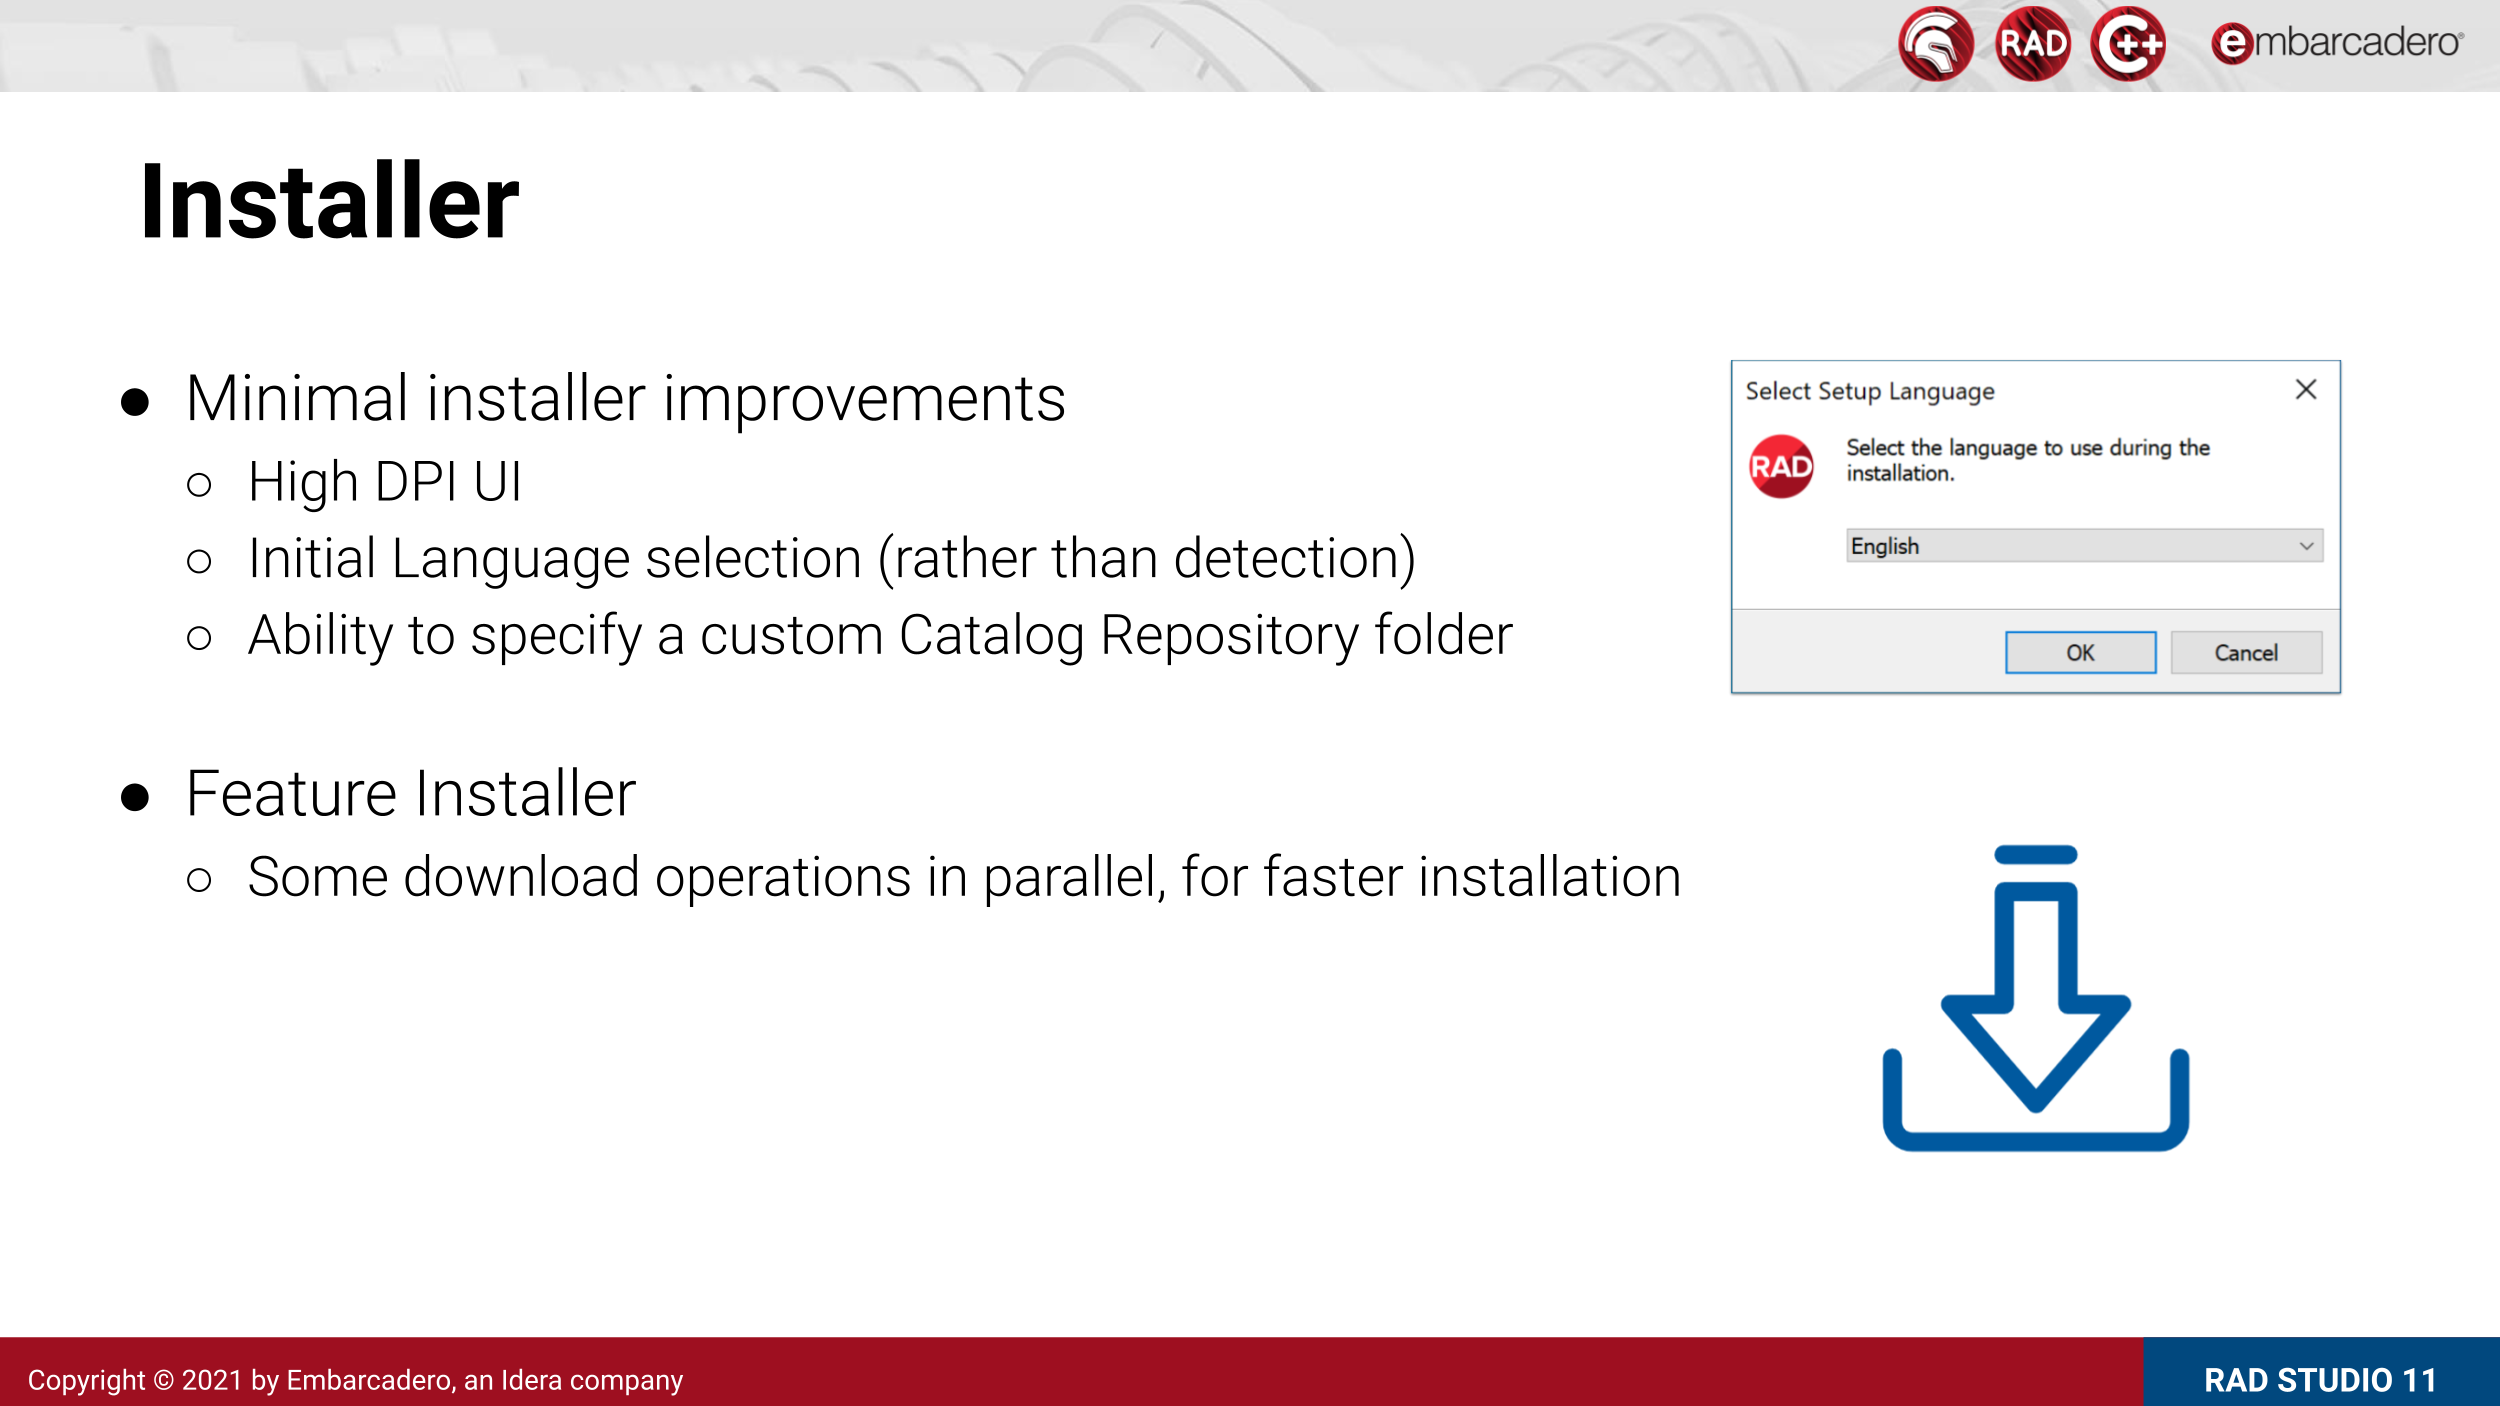 RAD
C++
embarcadero®
Installer
● Minimal installer improvements
○ High DPI UI
○ Initial Language selection (rather than detection)
○ Ability to specify a custom Catalog Repository folder
● Feature Installer
○ Some download operations in parallel, for faster installation
Select Setup Language
RAD
Select the language to use during the
installation.
English
OK
Cancel
Copyright © 2021 by Embarcadero, an Idera company
RAD STUDIO 11